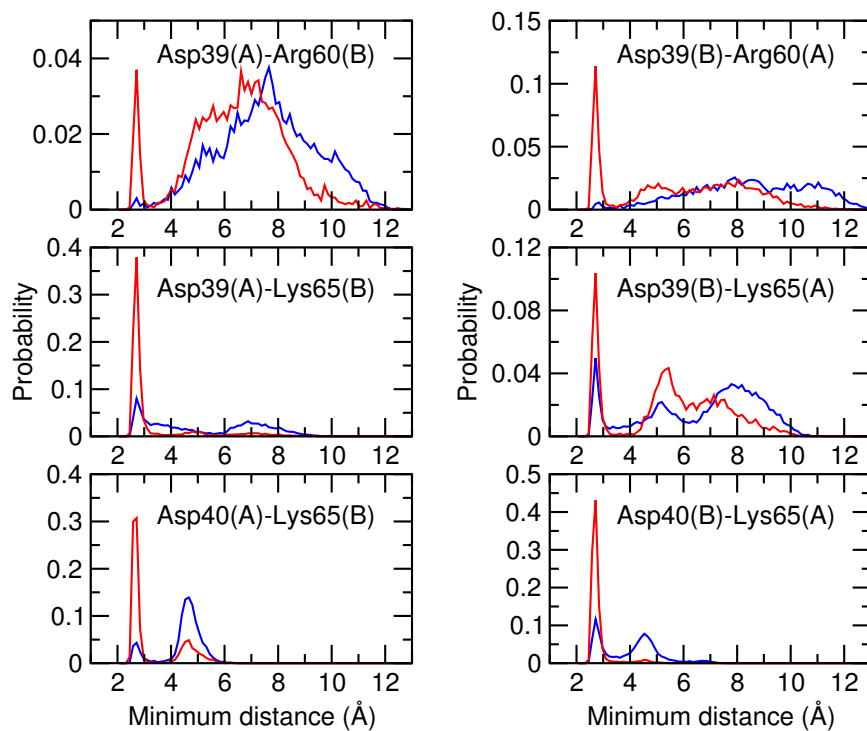 Asp39(A)-Arg60(B)
0.04
0.02
0
2 4 6 8 10 12
Asp39(B)-Arg60(A)
0.15
0.1
0.05
0
2 4 6 8 10 12
Asp39(A)-Lys65(B)
0.4
0.3
0.2
0.1
0
2 4 6 8 10 12
Probability
Asp39(B)-Lys65(A)
0.12
0.08
0.04
0
2 4 6 8 10 12
Probability
Asp40(A)-Lys65(B)
0.4
0.3
0.2
0.1
0
2 4 6 8 10 12
Minimum distance (Å)
Asp40(B)-Lys65(A)
0.5
0.4
0.3
0.2
0.1
0
2 4 6 8 10 12
Minimum distance (Å)